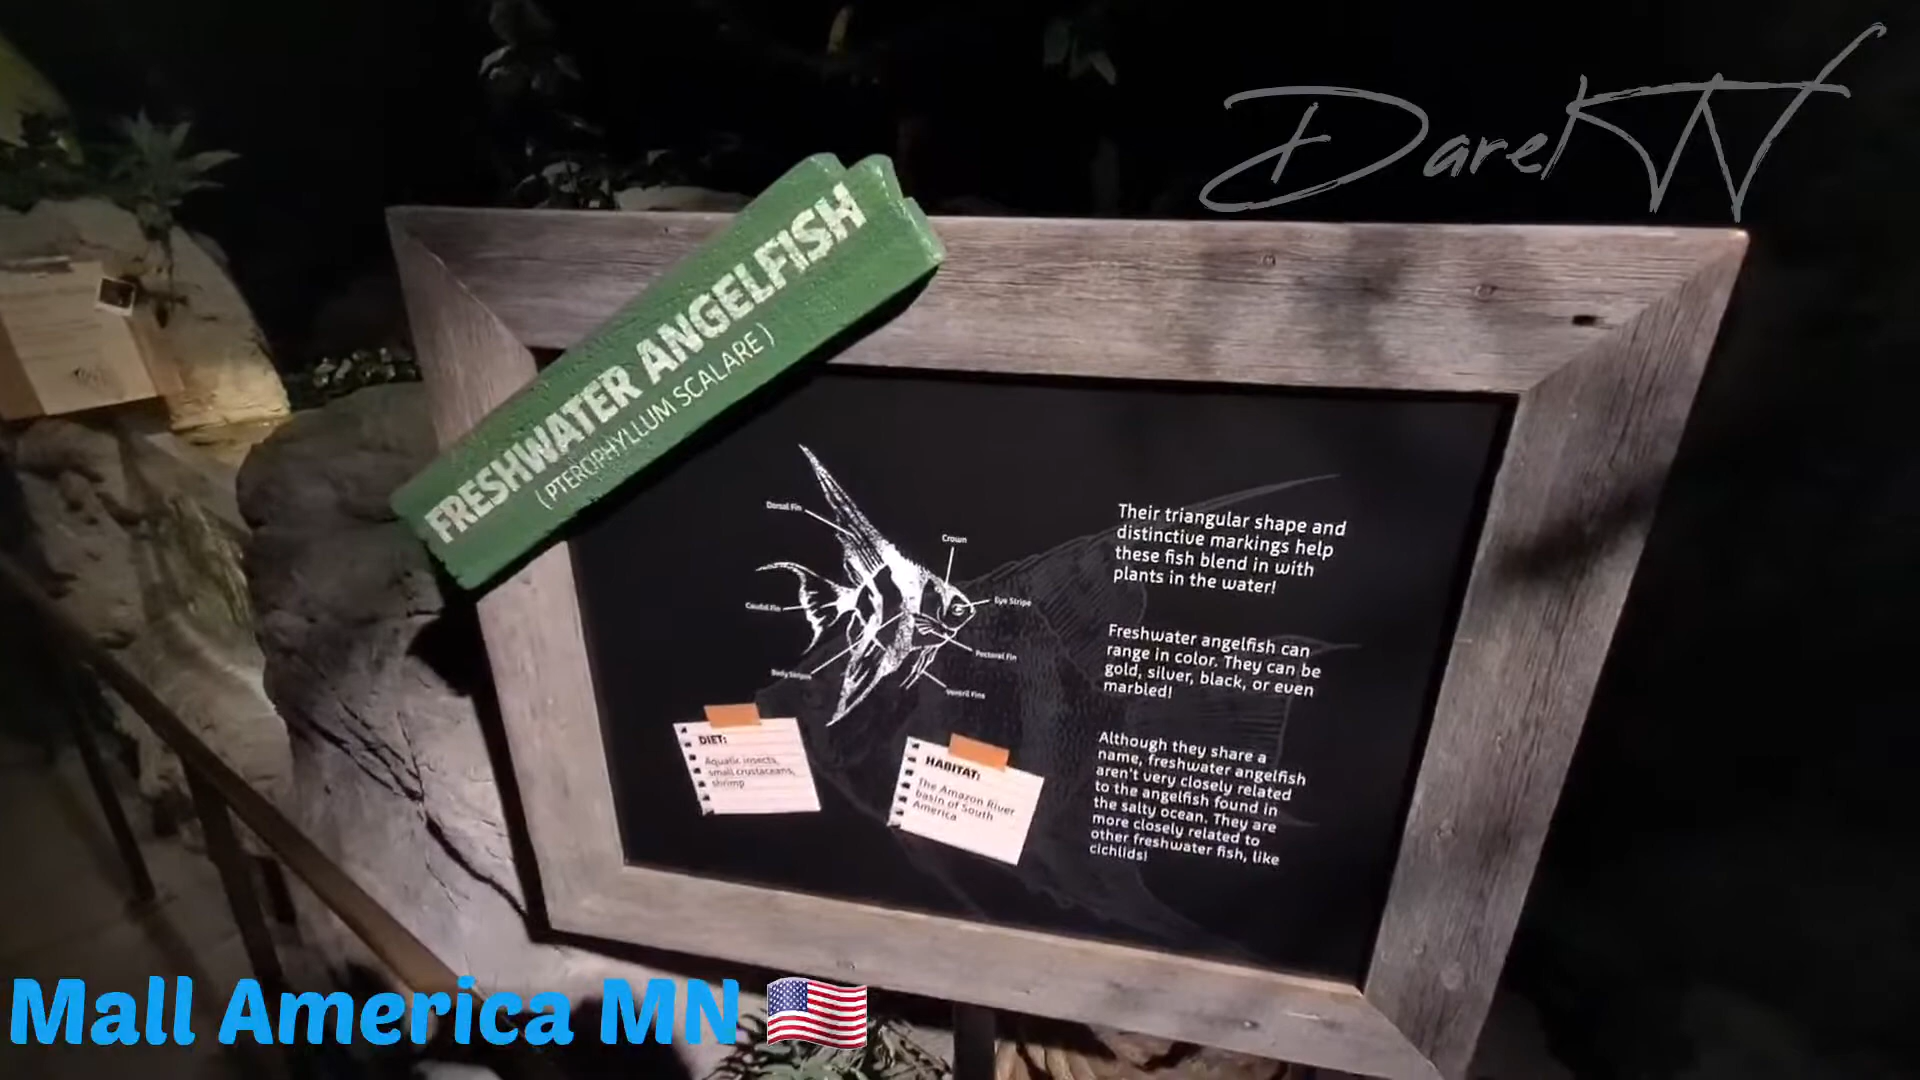 DarekW
FRESHWATER ANGELFISH
(PTEROPHYLLUM SCALARE)
Dorsal Fin
Crown
Eye Stripe
Caudal Fin
Pectoral Fin
Body Stripes
Ventral Fins
Their triangular shape and
distinctive markings help
these fish blend in with
plants in the water!
Freshwater angelfish can
range in color. They can be
gold, silver, black, or even
marbled!
Although they share a
name, freshwater angelfish
aren't very closely related
to the angelfish found in
the salty ocean. They are
more closely related to
other freshwater fish, like
cichlids!
DIET:
Aquatic insects,
small crustaceans,
shrimp
HABITAT:
The Amazon River
basin of South
America
Mall America MN